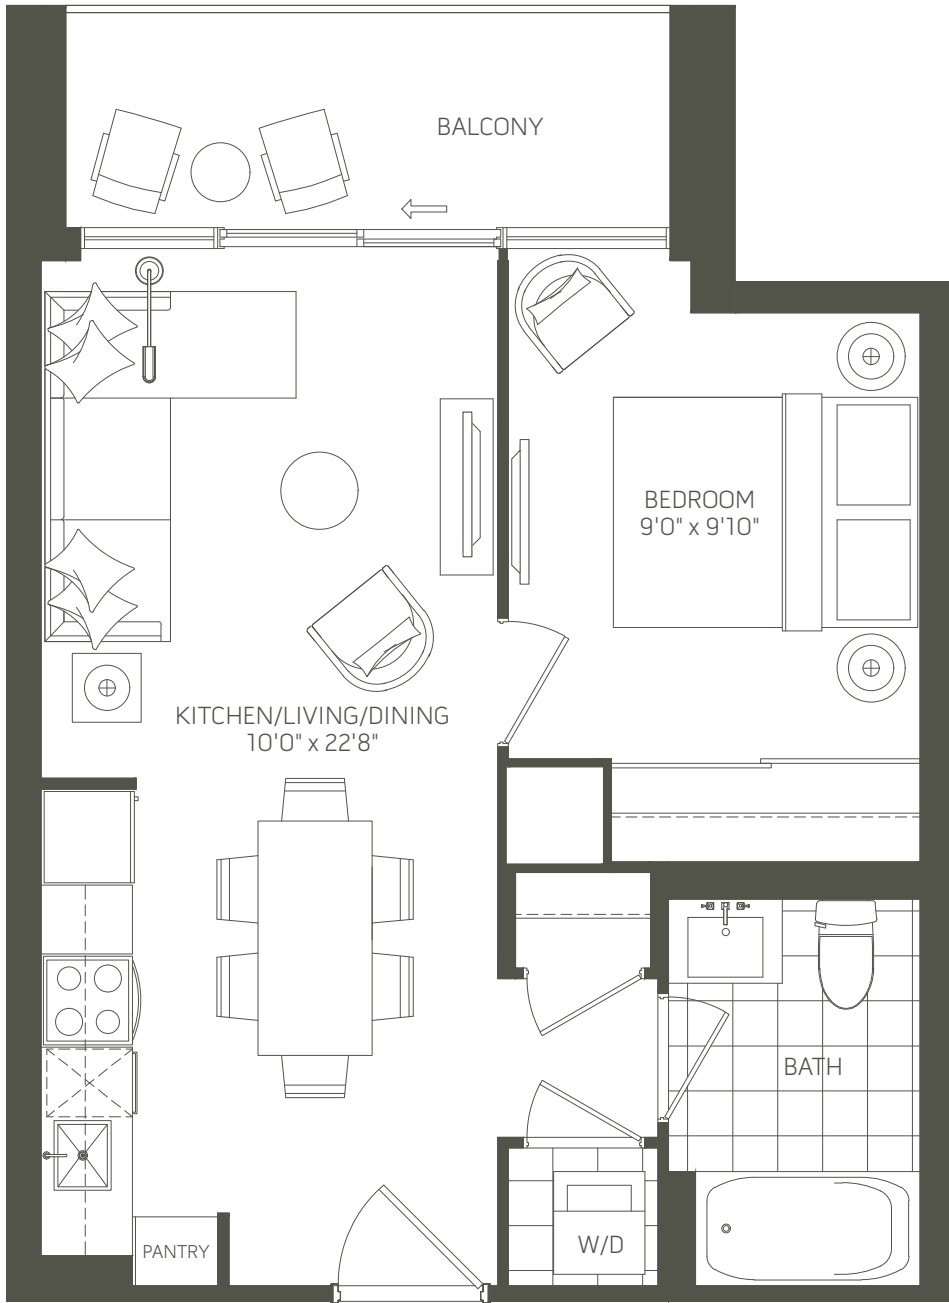 BALCONY
BEDROOM
9'0" x 9'10"
KITCHEN/LIVING/DINING
10'0" x 22'8"
BATH
W/D
PANTRY